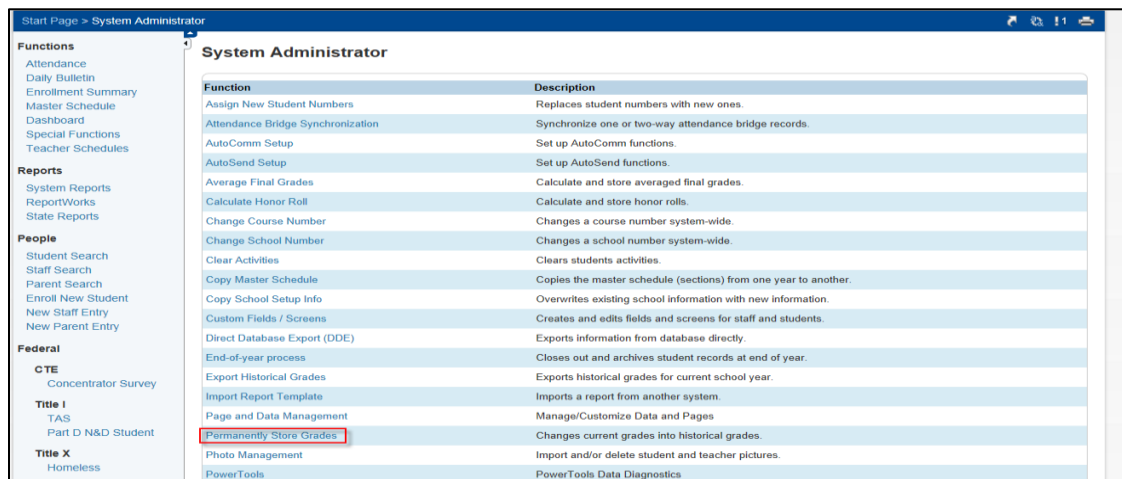 Start Page > System Administrator
!1
Functions
Attendance
Daily Bulletin
Enrollment Summary
Master Schedule
Dashboard
Special Functions
Teacher Schedules
Reports
System Reports
ReportWorks
State Reports
People
Student Search
Staff Search
Parent Search
Enroll New Student
New Staff Entry
New Parent Entry
Federal
CTE
Concentrator Survey
Title I
TAS
Part D N&D Student
Title X
Homeless
System Administrator
Function Description
Assign New Student Numbers Replaces student numbers with new ones.
Attendance Bridge Synchronization Synchronize one or two-way attendance bridge records.
AutoComm Setup Set up AutoComm functions.
AutoSend Setup Set up AutoSend functions.
Average Final Grades Calculate and store averaged final grades.
Calculate Honor Roll Calculate and store honor rolls.
Change Course Number Changes a course number system-wide.
Change School Number Changes a school number system-wide.
Clear Activities Clears students activities.
Copy Master Schedule Copies the master schedule (sections) from one year to another.
Copy School Setup Info Overwrites existing school information with new information.
Custom Fields / Screens Creates and edits fields and screens for staff and students.
Direct Database Export (DDE) Exports information from database directly.
End-of-year process Closes out and archives student records at end of year.
Export Historical Grades Exports historical grades for current school year.
Import Report Template Imports a report from another system.
Page and Data Management Manage/Customize Data and Pages
Permanently Store Grades Changes current grades into historical grades.
Photo Management Import and/or delete student and teacher pictures.
PowerTools PowerTools Data Diagnostics